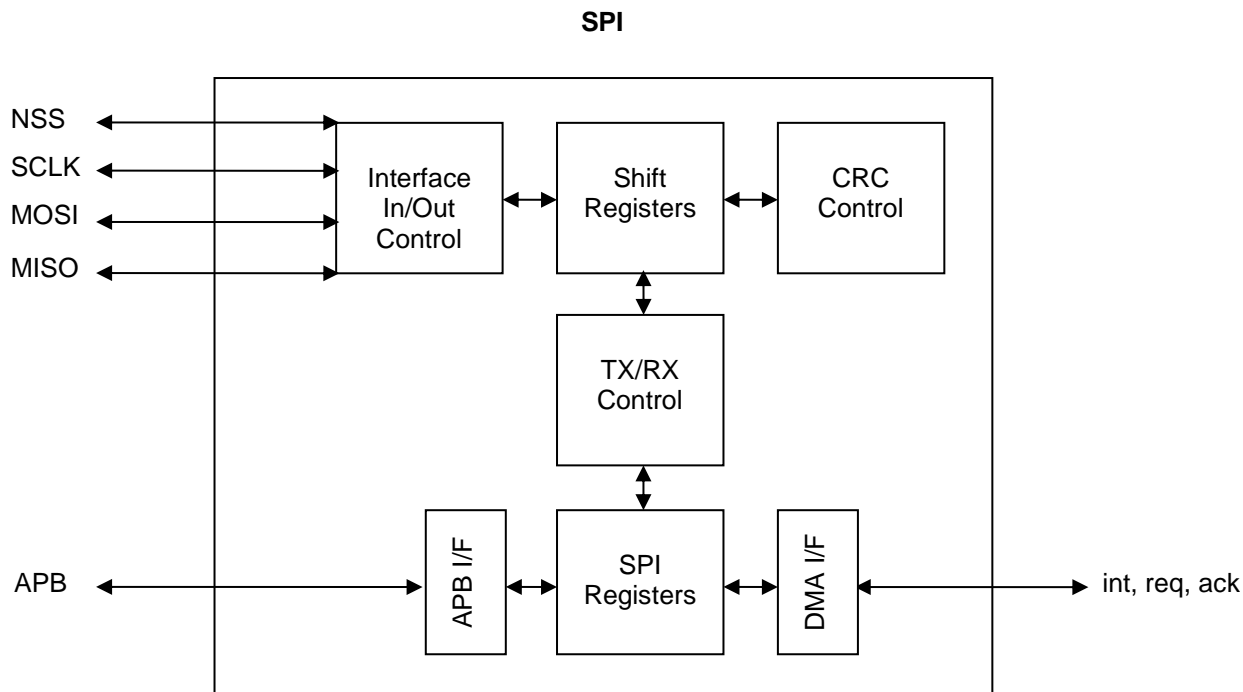 SPI
NSS
SCLK
MOSI
MISO
Interface
In/Out
Control
Shift
Registers
CRC
Control
TX/RX
Control
APB
APB I/F
SPI
Registers
DMA I/F
int, req, ack